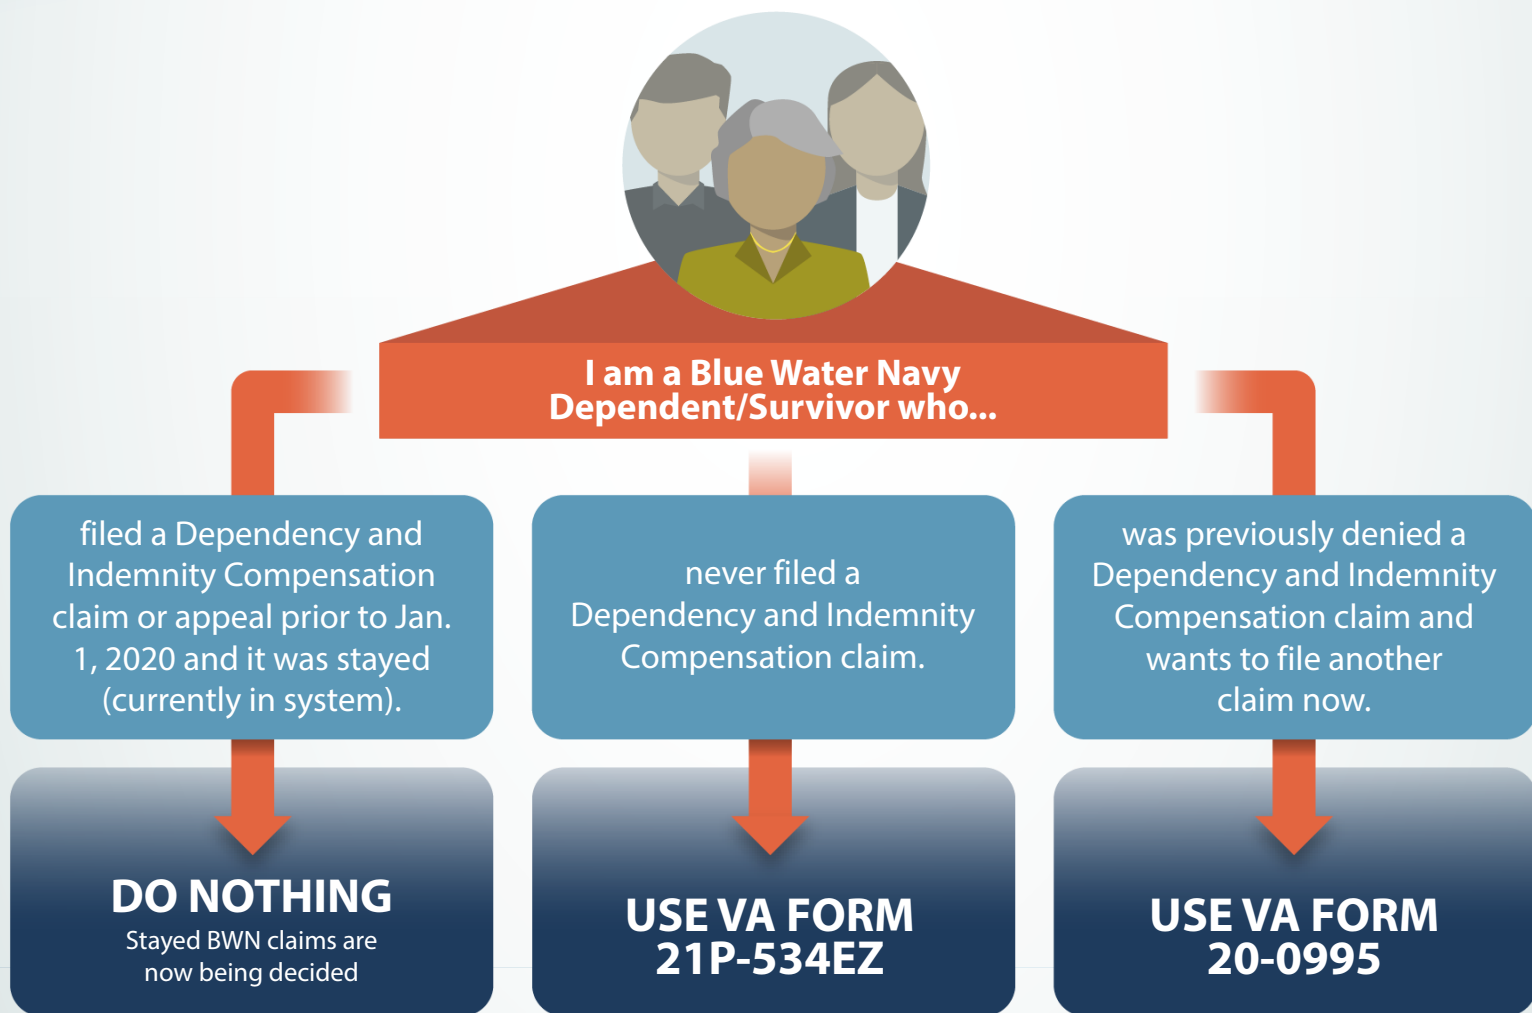 I am a Blue Water Navy
Dependent/Survivor who...
filed a Dependency and
Indemnity Compensation
claim or appeal prior to Jan.
1, 2020 and it was stayed
(currently in system).
never filed a
Dependency and Indemnity
Compensation claim.
was previously denied a
Dependency and Indemnity
Compensation claim and
wants to file another
claim now.
DO NOTHING
Stayed BWN claims are
now being decided
USE VA FORM
21P-534EZ
USE VA FORM
20-0995